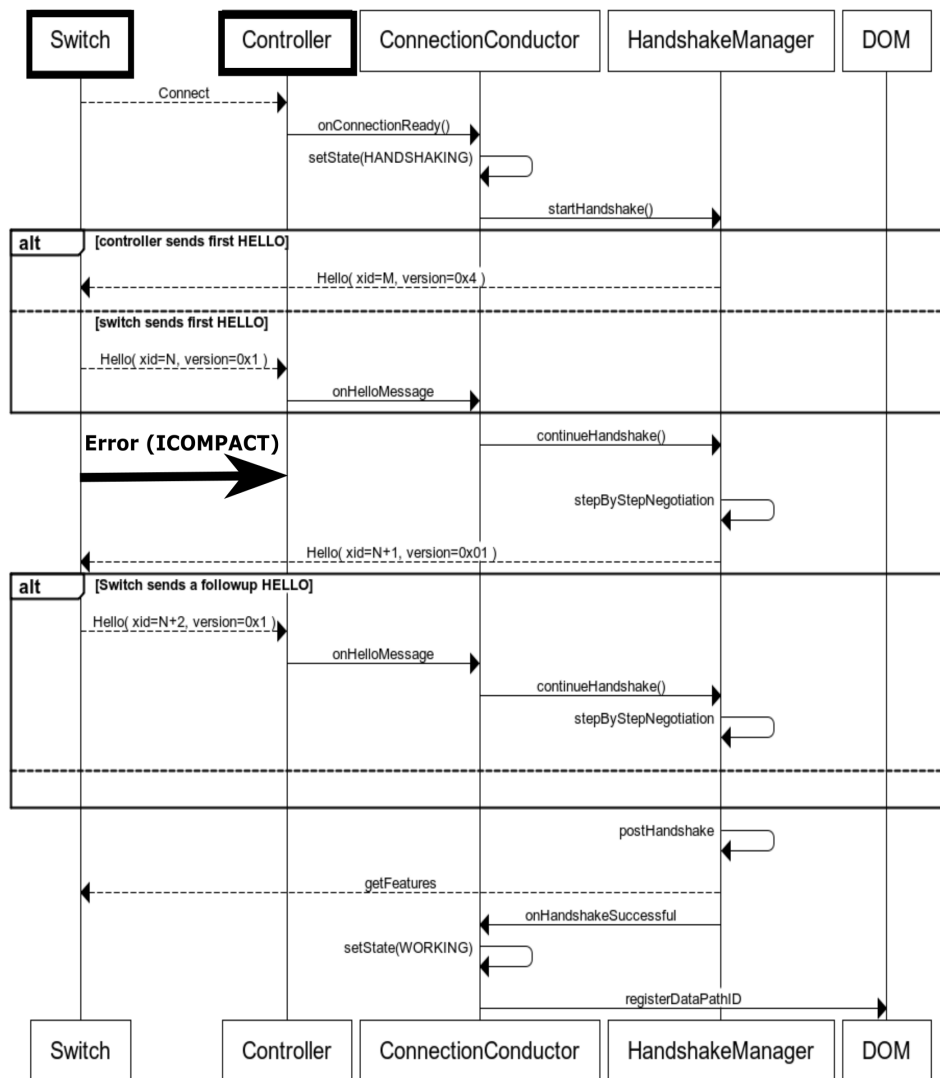 Switch Controller ConnectionConductor HandshakeManager DOM
Connect
onConnectionReady()
setState(HANDSHAKING)
startHandshake()
alt [controller sends first HELLO]
Hello( xid=M, version=0x4 )
[switch sends first HELLO]
Hello( xid=N, version=0x1 )
onHelloMessage
continueHandshake()
Error (ICOMPACT)
stepByStepNegotiation
Hello( xid=N+1, version=0x01 )
alt [Switch sends a followup HELLO]
Hello( xid=N+2, version=0x1 )
onHelloMessage
continueHandshake()
stepByStepNegotiation
postHandshake
getFeatures
onHandshakeSuccessful
setState(WORKING)
registerDataPathID
Switch Controller ConnectionConductor HandshakeManager DOM